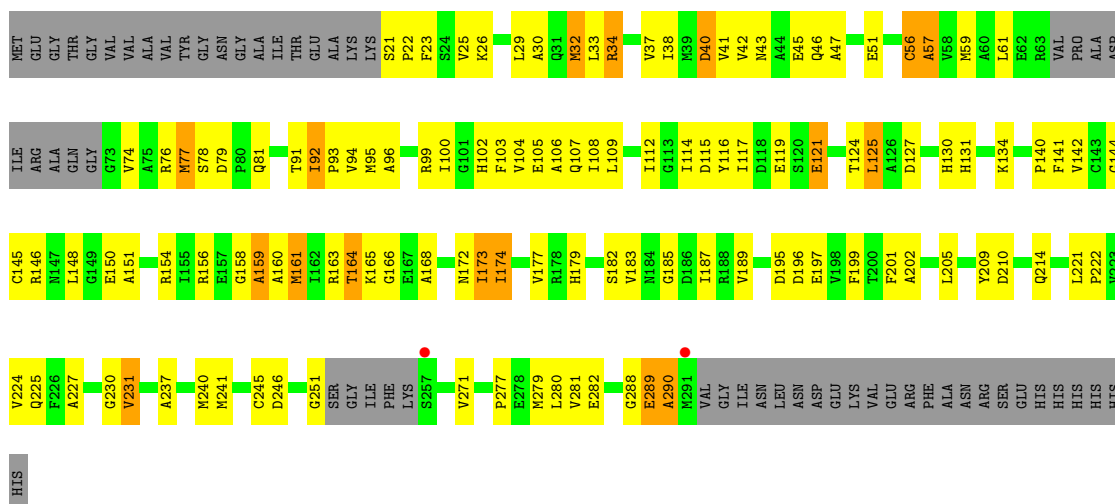 MET GLU GLY THR GLY VAL VAL ALA VAL TYR GLY ASN GLY ALA ILE THR GLU ALA LYS LYS S21 P22 F23 S24 V25 K26 L29 A30 Q31 M32 L33 R34 V37 I38 M39 D40 V41 V42 N43 A44 E45 Q46 A47 E51 C56 A57 V58 M59 A60 L61 E62 R63 VAL PRO ALA ASP
ILE ARG ALA GLN GLY G73 V74 A75 R76 M77 S78 D79 P80 Q81 T91 I92 P93 V94 M95 A96 R99 I100 G101 H102 F103 V104 E105 A106 Q107 I108 L109 I112 G113 I114 D115 Y116 I117 D118 E119 S120 E121 T124 L125 A126 D127 H130 H131 K134 P140 F141 V142 C143 G144
C145 R146 N147 L148 G149 E150 A151 R154 I155 R156 E157 G158 A159 A160 M161 I162 R163 T164 K165 G166 E167 A168 N172 I173 I174 V177 R178 H179 S182 V183 N184 G185 D186 I187 R188 V189 D195 D196 E197 V198 F199 T200 F201 A202 L205 Y209 D210 Q214 L221 P222 V223
V224 Q225 F226 A227 G230 V231 A237 M240 M241 C245 D246 G251 SER GLY ILE PHE LYS S257 V271 P277 E278 M279 L280 V281 E282 G288 E289 A290 M291 VAL GLY ILE ASN LEU ASN ASP GLU LYS VAL GLU ARG PHE ALA ASN ARG SER GLU HIS HIS HIS HIS HIS
HIS